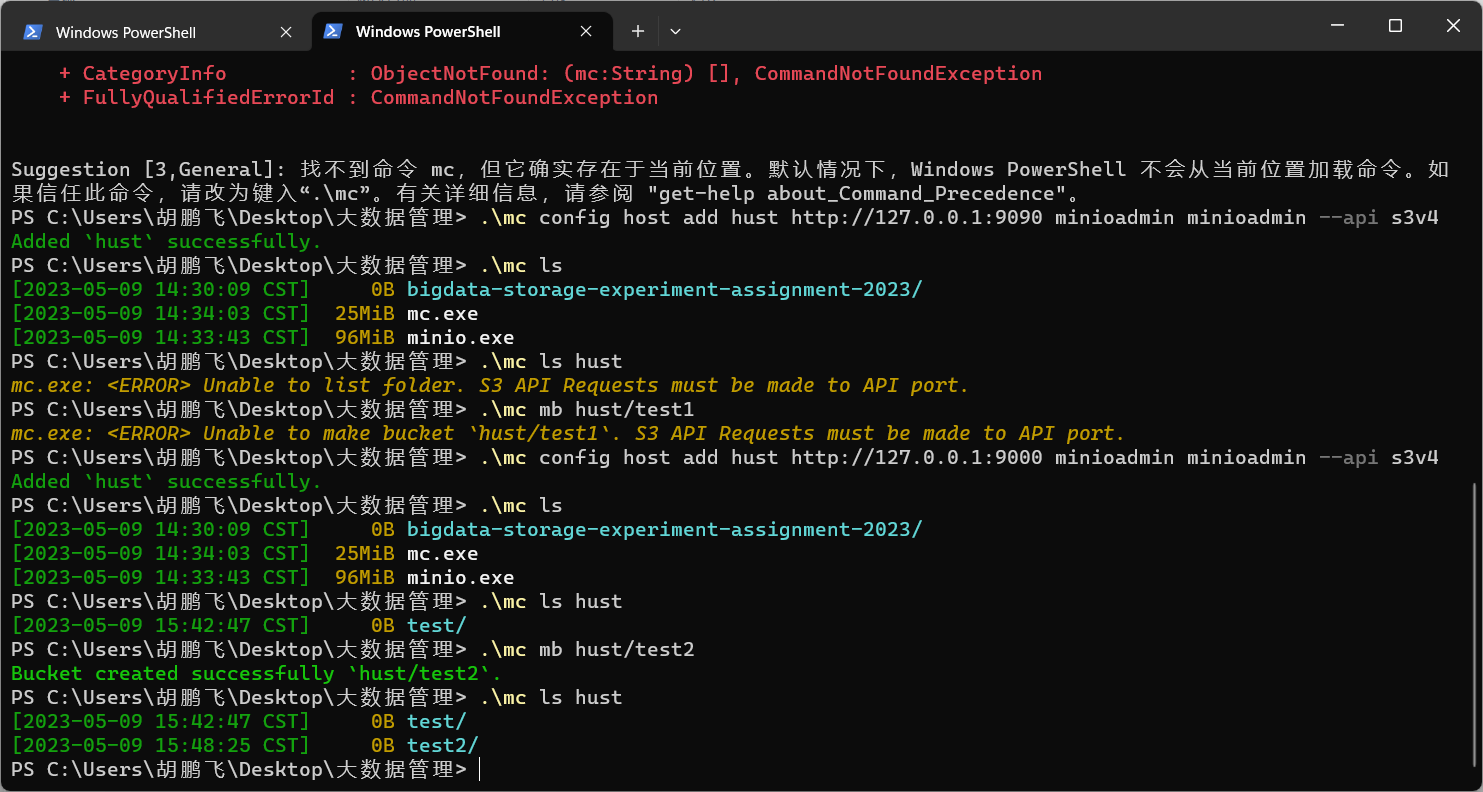 Windows PowerShell
Windows PowerShell
+ CategoryInfo          : ObjectNotFound: (mc:String) [], CommandNotFoundException
+ FullyQualifiedErrorId : CommandNotFoundException
Suggestion [3,General]: 找不到命令 mc，但它确实存在于当前位置。默认情况下，Windows PowerShell 不会从当前位置加载命令。如
果信任此命令，请改为键入“.\mc”。有关详细信息，请参阅 "get-help about_Command_Precedence"。
PS C:\Users\胡鹏飞\Desktop\大数据管理> .\mc config host add hust http://127.0.0.1:9090 minioadmin minioadmin --api s3v4
Added `hust` successfully.
PS C:\Users\胡鹏飞\Desktop\大数据管理> .\mc ls
[2023-05-09 14:30:09 CST]     0B bigdata-storage-experiment-assignment-2023/
[2023-05-09 14:34:03 CST]  25MiB mc.exe
[2023-05-09 14:33:43 CST]  96MiB minio.exe
PS C:\Users\胡鹏飞\Desktop\大数据管理> .\mc ls hust
mc.exe: <ERROR> Unable to list folder. S3 API Requests must be made to API port.
PS C:\Users\胡鹏飞\Desktop\大数据管理> .\mc mb hust/test1
mc.exe: <ERROR> Unable to make bucket `hust/test1`. S3 API Requests must be made to API port.
PS C:\Users\胡鹏飞\Desktop\大数据管理> .\mc config host add hust http://127.0.0.1:9000 minioadmin minioadmin --api s3v4
Added `hust` successfully.
PS C:\Users\胡鹏飞\Desktop\大数据管理> .\mc ls
[2023-05-09 14:30:09 CST]     0B bigdata-storage-experiment-assignment-2023/
[2023-05-09 14:34:03 CST]  25MiB mc.exe
[2023-05-09 14:33:43 CST]  96MiB minio.exe
PS C:\Users\胡鹏飞\Desktop\大数据管理> .\mc ls hust
[2023-05-09 15:42:47 CST]     0B test/
PS C:\Users\胡鹏飞\Desktop\大数据管理> .\mc mb hust/test2
Bucket created successfully `hust/test2`.
PS C:\Users\胡鹏飞\Desktop\大数据管理> .\mc ls hust
[2023-05-09 15:42:47 CST]     0B test/
[2023-05-09 15:48:25 CST]     0B test2/
PS C:\Users\胡鹏飞\Desktop\大数据管理>